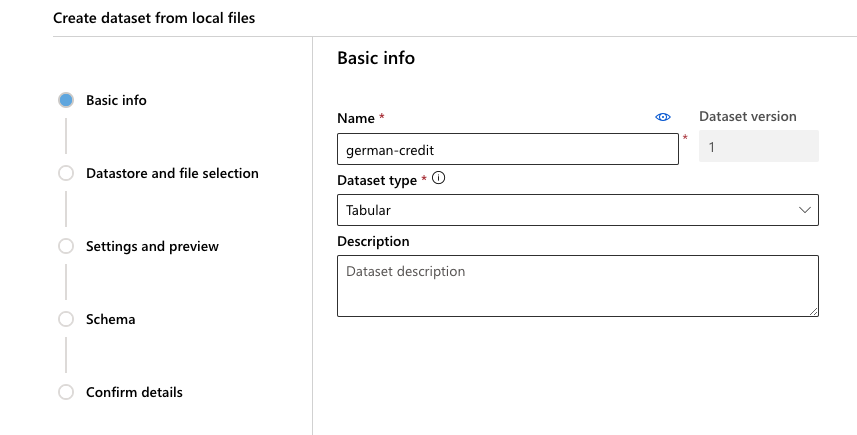 Create dataset from local files
Basic info
Datastore and file selection
Settings and preview
Schema
Confirm details
Basic info
Name *
german-credit
*
Dataset version
1
Dataset type *
Tabular
Description
Dataset description